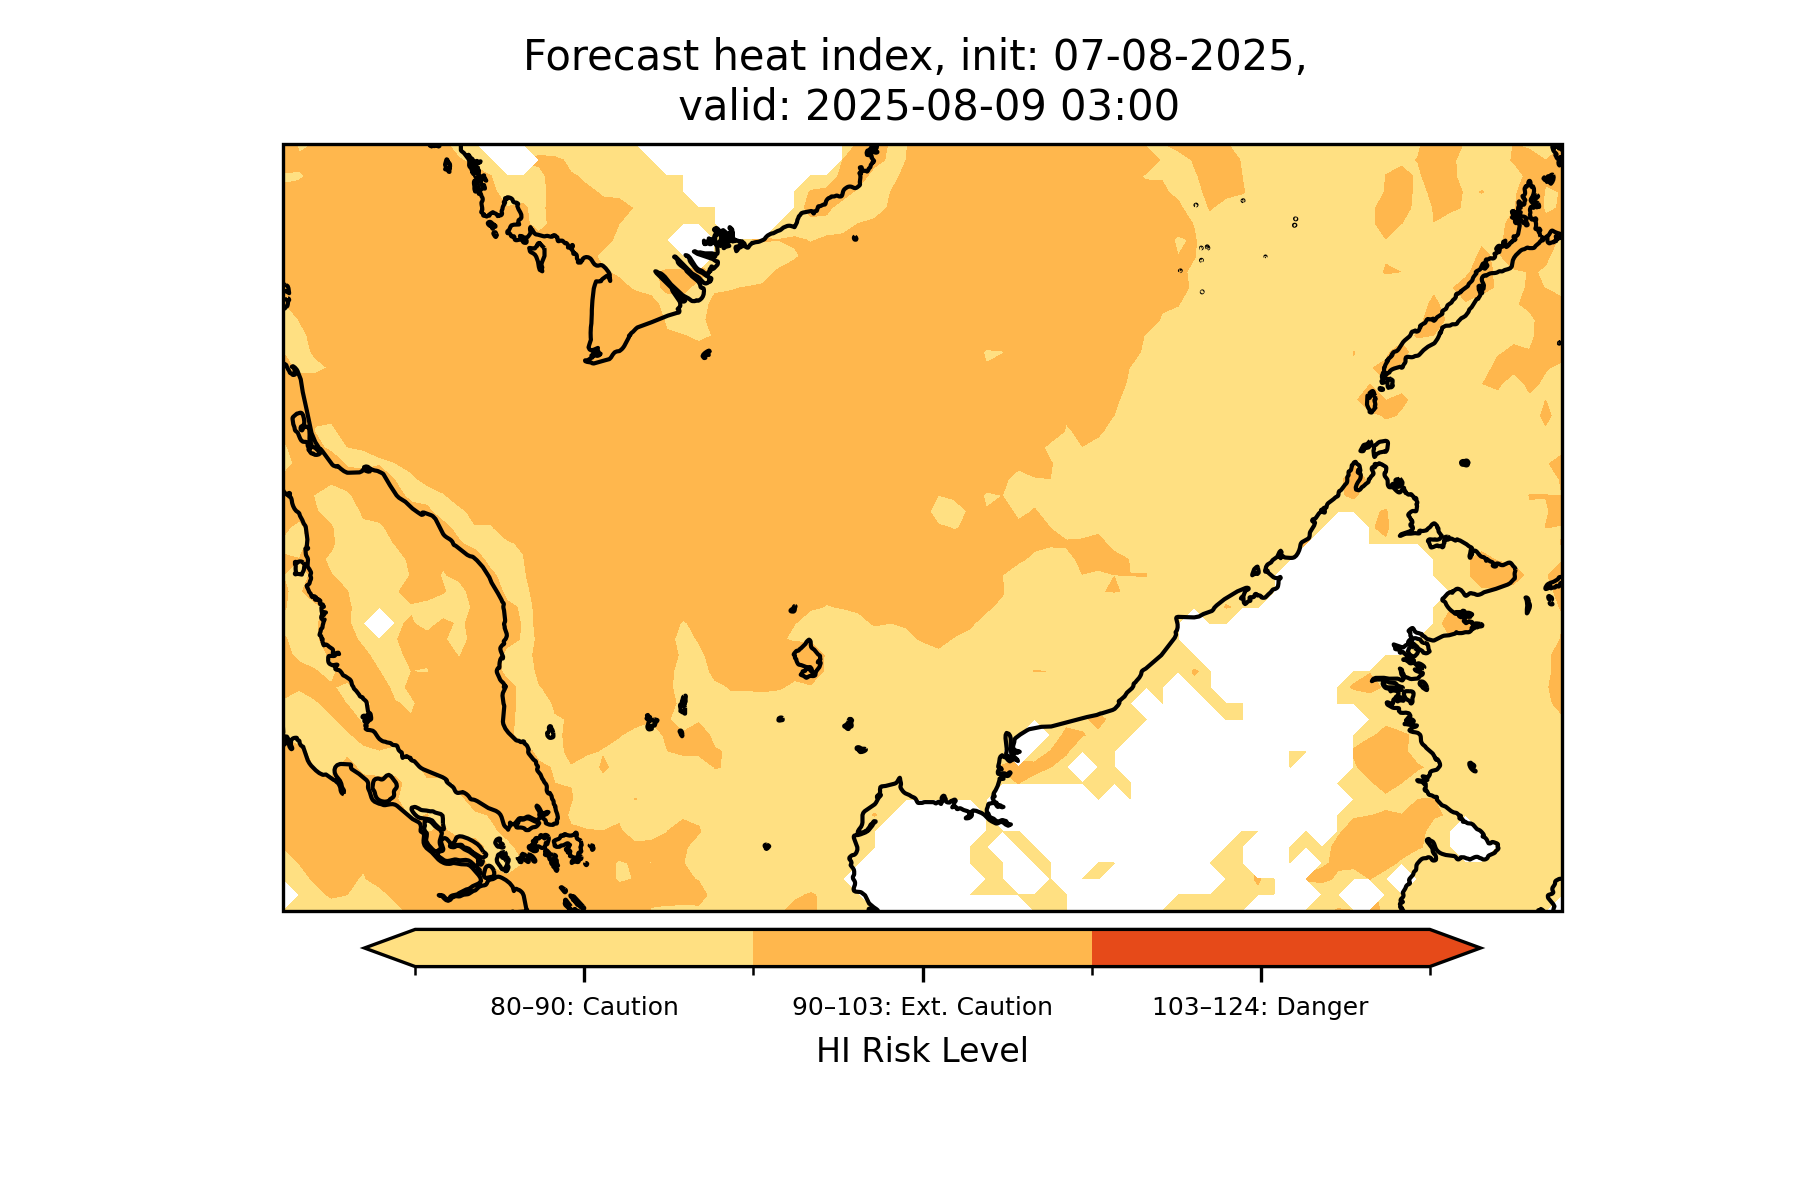 Forecast heat index, init: 07-08-2025,
valid: 2025-08-09 03:00
80–90: Caution
90–103: Ext. Caution
103–124: Danger
HI Risk Level